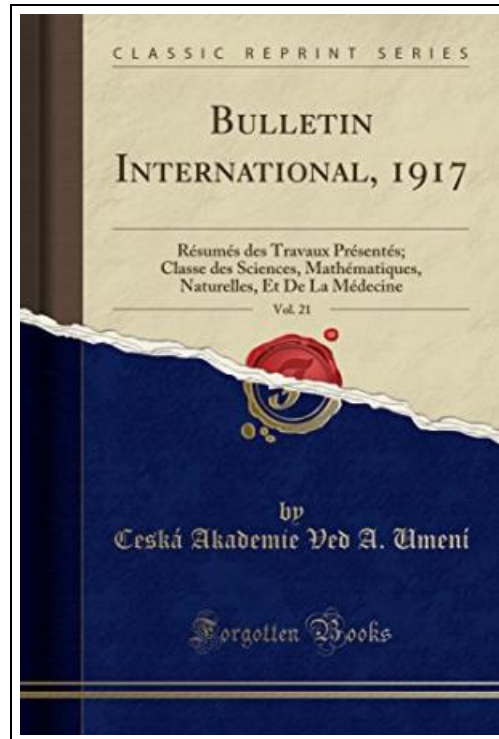 CLASSIC REPRINT SERIES
BULLETIN
INTERNATIONAL, 1917
Résumés des Travaux Présentés;
Classe des Sciences, Mathématiques,
Naturelles, Et De La Médecine
Vol. 21
by
Ceská Akademie Ved A. Umení
Forgotten Books